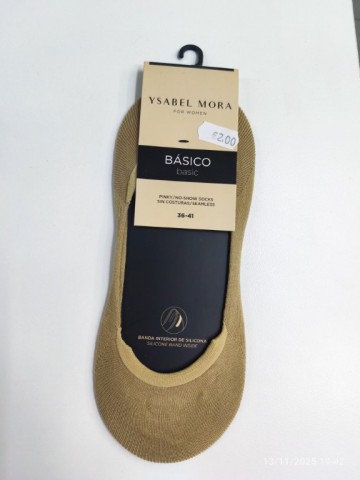 YSABEL MORA
FOR WOMEN
€2.00
BÁSICO
basic
PINKY/NO-SHOW SOCKS
SIN COSTURAS/SEAMLESS
36-41
BANDA INTERIOR DE SILICONA
SILICONE BAND INSIDE